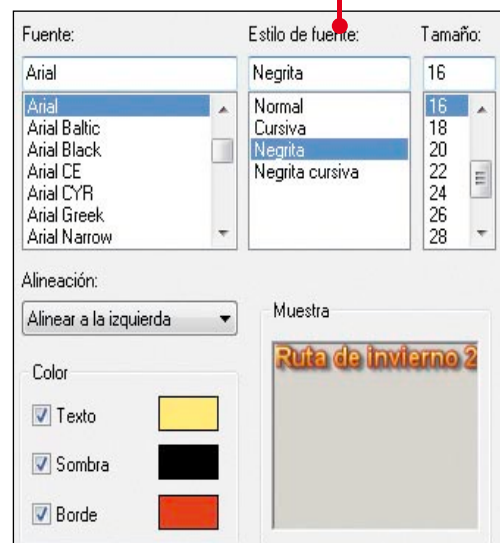 Fuente:
Estilo de fuente:
Tamaño:
Arial
Negrita
16
Arial
Arial Baltic
Arial Black
Arial CE
Arial CYR
Arial Greek
Arial Narrow
Normal
Cursiva
Negrita
Negrita cursiva
16
18
20
22
24
26
28
Alineación:
Alinear a la izquierda
Muestra
Ruta de invierno 2
Color
Texto
Sombra
Borde